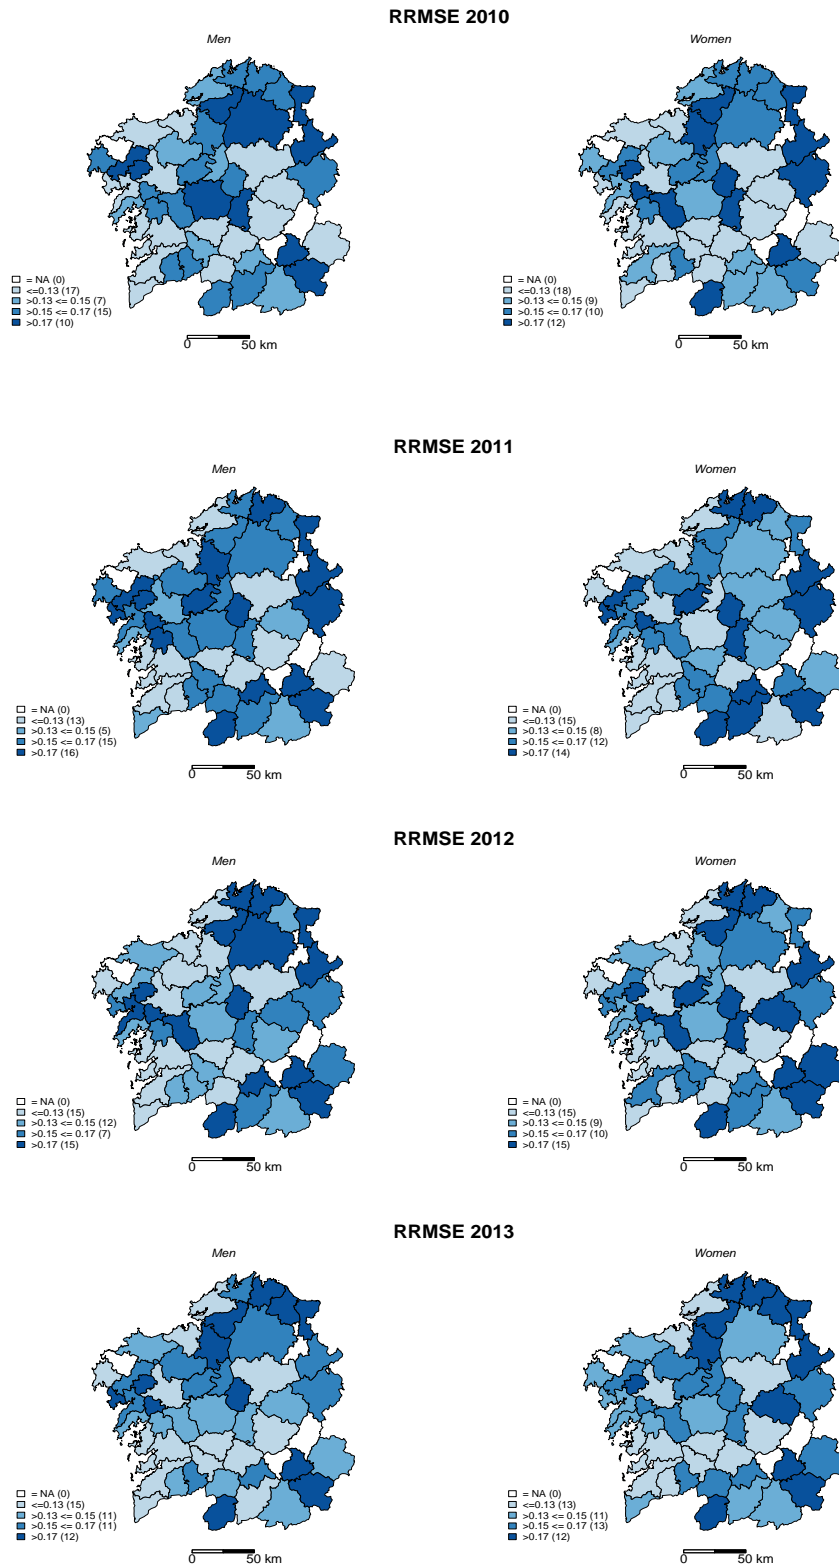 RRMSE 2010
Men
Women
= NA (0)
<=0.13 (17)
>0.13 <= 0.15 (7)
>0.15 <= 0.17 (15)
>0.17 (10)
0 50 km
= NA (0)
<=0.13 (18)
>0.13 <= 0.15 (9)
>0.15 <= 0.17 (10)
>0.17 (12)
0 50 km
RRMSE 2011
Men
Women
= NA (0)
<=0.13 (13)
>0.13 <= 0.15 (5)
>0.15 <= 0.17 (15)
>0.17 (16)
0 50 km
= NA (0)
<=0.13 (15)
>0.13 <= 0.15 (8)
>0.15 <= 0.17 (12)
>0.17 (14)
0 50 km
RRMSE 2012
Men
Women
= NA (0)
<=0.13 (15)
>0.13 <= 0.15 (12)
>0.15 <= 0.17 (7)
>0.17 (15)
0 50 km
= NA (0)
<=0.13 (15)
>0.13 <= 0.15 (9)
>0.15 <= 0.17 (10)
>0.17 (15)
0 50 km
RRMSE 2013
Men
Women
= NA (0)
<=0.13 (15)
>0.13 <= 0.15 (11)
>0.15 <= 0.17 (11)
>0.17 (12)
0 50 km
= NA (0)
<=0.13 (13)
>0.13 <= 0.15 (11)
>0.15 <= 0.17 (13)
>0.17 (12)
0 50 km